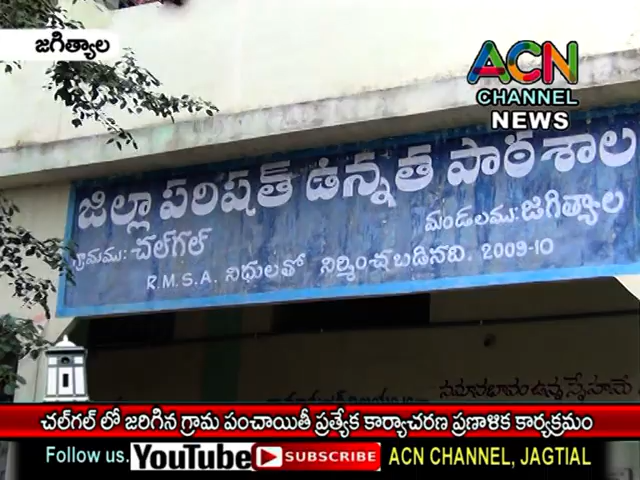 జగిత్యాల
ACN
CHANNEL
NEWS
జిల్లా పరిషత్ ఉన్నత పాఠశాల
గ్రామము: చల్‌గల్ మండలము: జగిత్యాల
R.M.S.A. నిధులతో నిర్మించబడినది. 2009-10
చల్‌గల్ లో జరిగిన గ్రామ పంచాయితీ ప్రత్యేక కార్యాచరణ ప్రణాళిక కార్యక్రమం
Follow us. YouTube SUBSCRIBE ACN CHANNEL, JAGTIAL